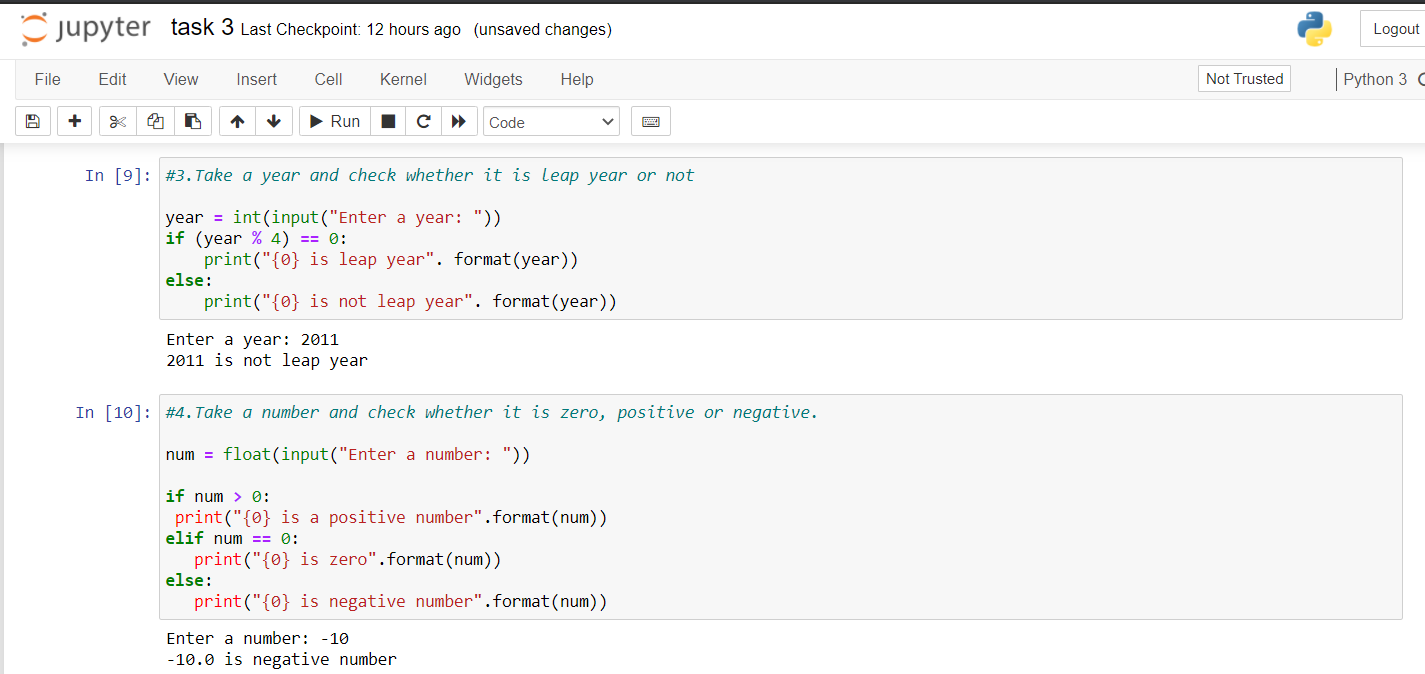 jupyter task 3 Last Checkpoint: 12 hours ago (unsaved changes) Logout
File Edit View Insert Cell Kernel Widgets Help Not Trusted Python 3
Run Code
In [9]: #3.Take a year and check whether it is leap year or not
year = int(input("Enter a year: "))
if (year % 4) == 0:
    print("{0} is leap year". format(year))
else:
    print("{0} is not leap year". format(year))
Enter a year: 2011
2011 is not leap year
In [10]: #4.Take a number and check whether it is zero, positive or negative.
num = float(input("Enter a number: "))
if num > 0:
 print("{0} is a positive number".format(num))
elif num == 0:
   print("{0} is zero".format(num))
else:
   print("{0} is negative number".format(num))
Enter a number: -10
-10.0 is negative number